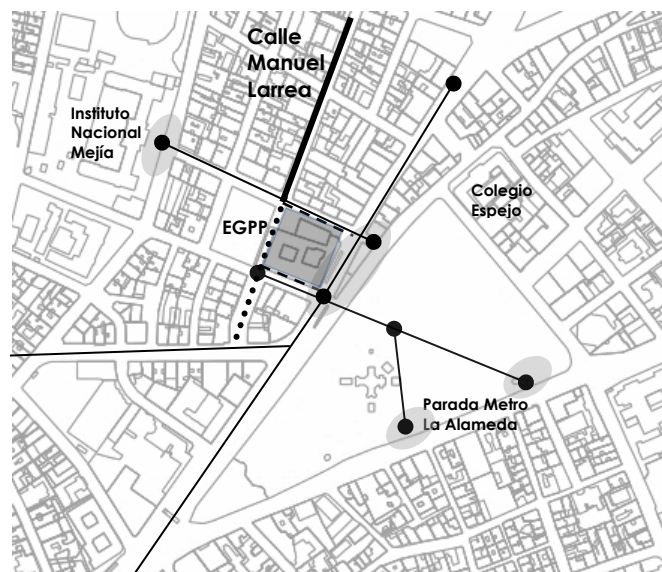 Calle
Manuel
Larrea
Instituto
Nacional
Mejía
Colegio
Espejo
EGPP
Parada Metro
La Alameda